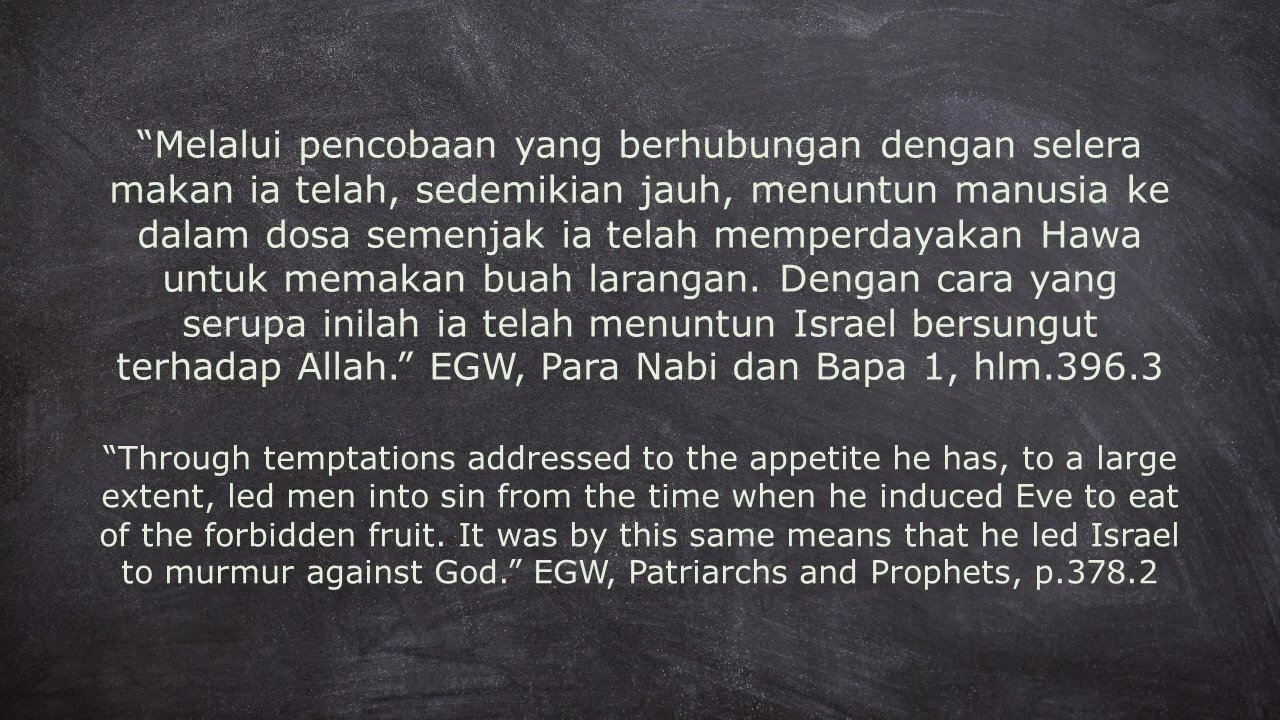 “Melalui pencobaan yang berhubungan dengan selera
makan ia telah, sedemikian jauh, menuntun manusia ke
dalam dosa semenjak ia telah memperdayakan Hawa
untuk memakan buah larangan. Dengan cara yang
serupa inilah ia telah menuntun Israel bersungut
terhadap Allah.” EGW, Para Nabi dan Bapa 1, hlm.396.3
“Through temptations addressed to the appetite he has, to a large
extent, led men into sin from the time when he induced Eve to eat
of the forbidden fruit. It was by this same means that he led Israel
to murmur against God.” EGW, Patriarchs and Prophets, p.378.2